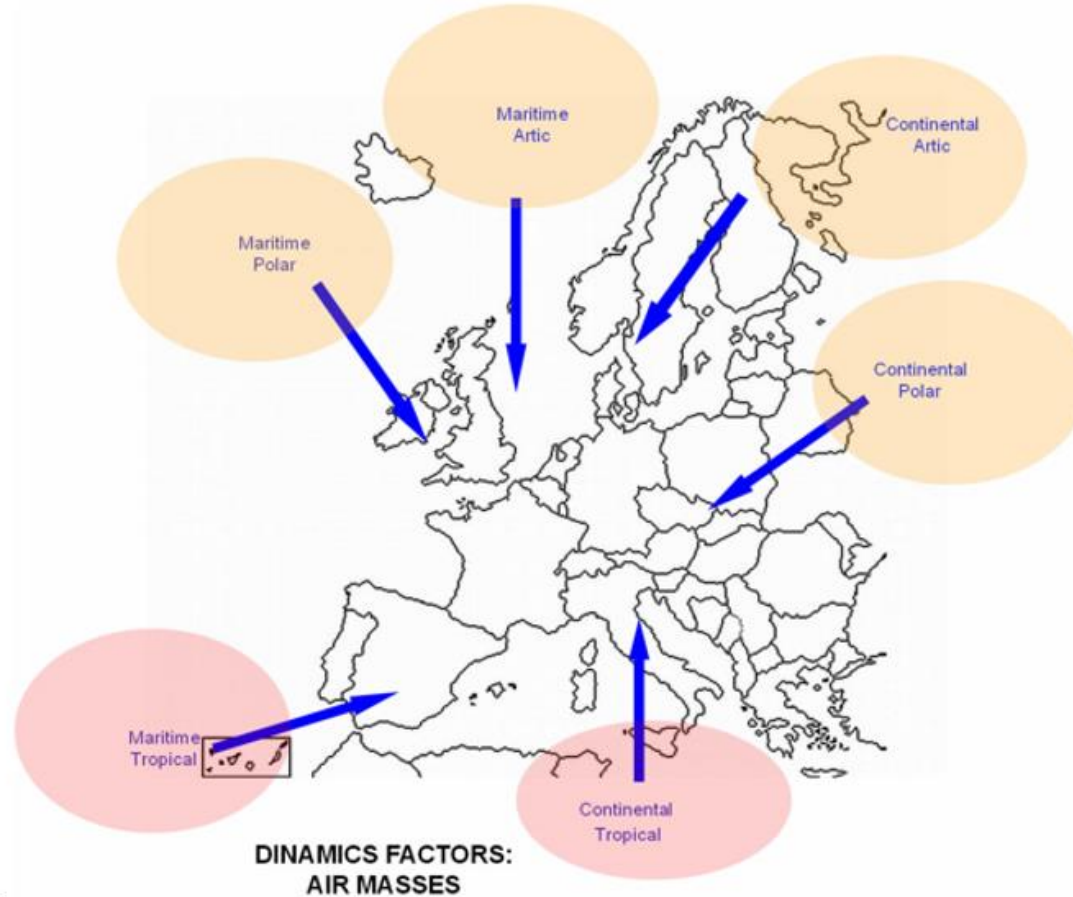 Maritime
Artic
Continental
Artic
Maritime
Polar
Continental
Polar
Maritime
Tropical
Continental
Tropical
DINAMICS FACTORS:
AIR MASSES